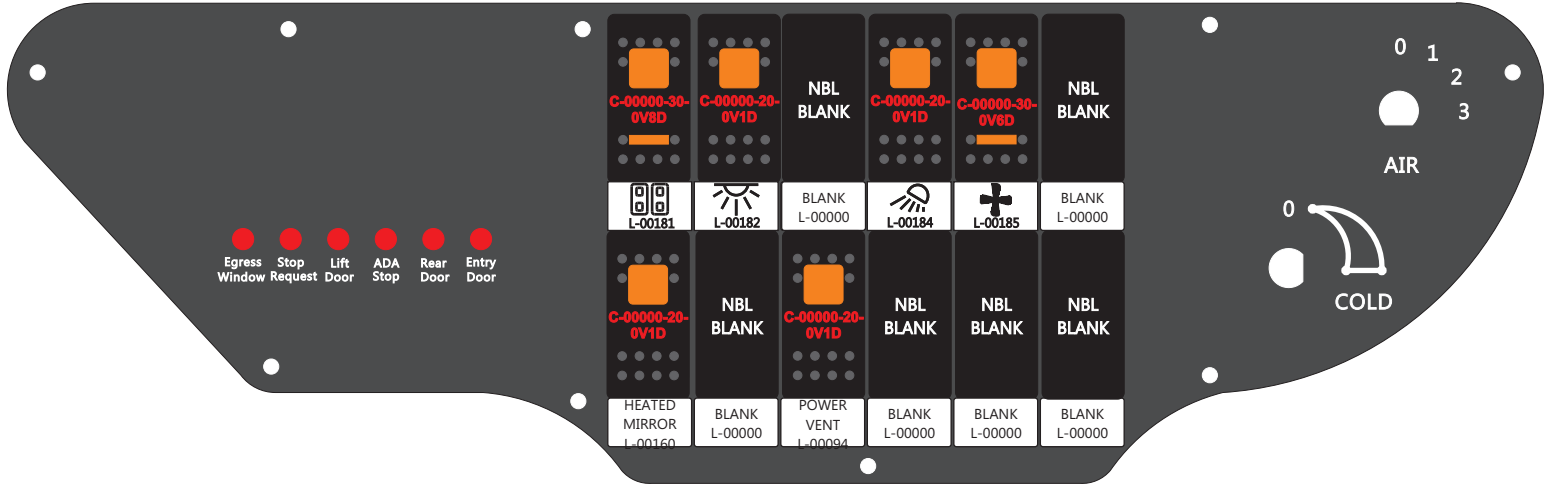 C-00000-30-
0V8D
C-00000-20-
0V1D
NBL
BLANK
C-00000-20-
0V1D
C-00000-30-
0V6D
NBL
BLANK
L-00181
L-00182
BLANK
L-00000
L-00184
L-00185
BLANK
L-00000
0
1
2
3
AIR
0
COLD
Egress
Window
Stop
Request
Lift
Door
ADA
Stop
Rear
Door
Entry
Door
C-00000-20-
0V1D
NBL
BLANK
C-00000-20-
0V1D
NBL
BLANK
NBL
BLANK
NBL
BLANK
HEATED
MIRROR
L-00160
BLANK
L-00000
POWER
VENT
L-00094
BLANK
L-00000
BLANK
L-00000
BLANK
L-00000